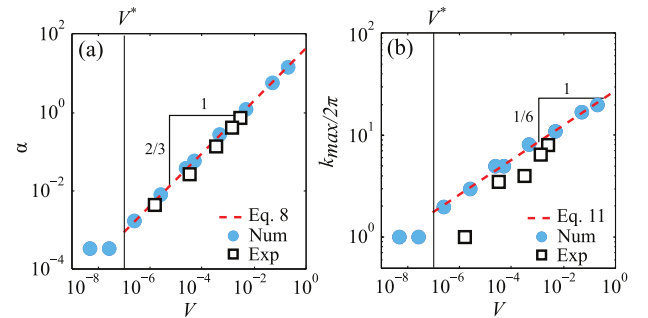 V*
(a)
10^2
10^0
10^-2
10^-4
α
1
2/3
Eq. 8
Num
Exp
10^-8
10^-6
10^-4
10^-2
10^0
V
V*
(b)
10^2
10^1
10^0
k_max/2π
1
1/6
Eq. 11
Num
Exp
10^-8
10^-6
10^-4
10^-2
10^0
V